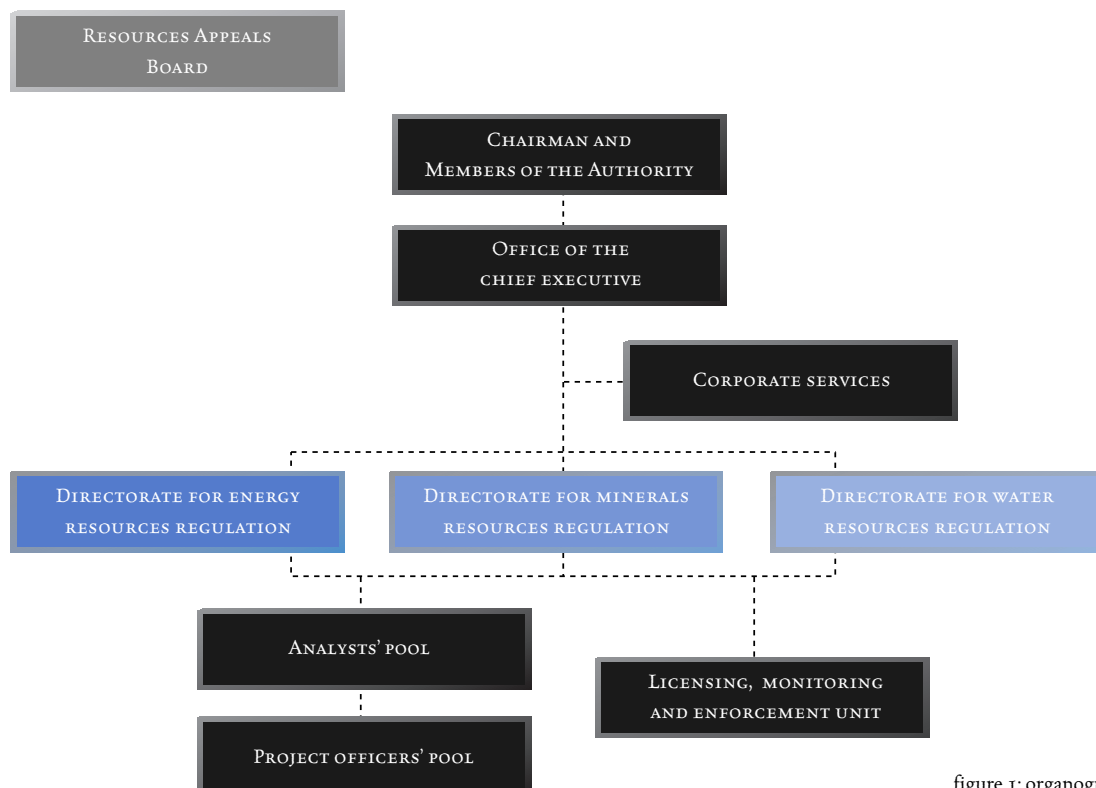 Resources Appeals
Board
Chairman and
Members of the Authority
Office of the
chief executive
Corporate services
Directorate for energy
resources regulation
Directorate for minerals
resources regulation
Directorate for water
resources regulation
Analysts’ pool
Licensing, monitoring
and enforcement unit
Project officers’ pool
figure 1: